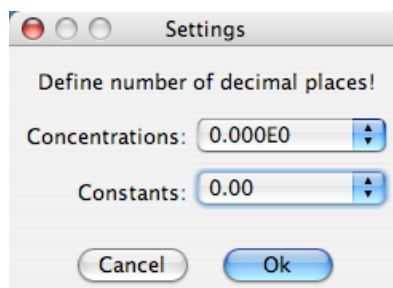 Settings
Define number of decimal places!
Concentrations: 0.000E0
Constants: 0.00
Cancel Ok